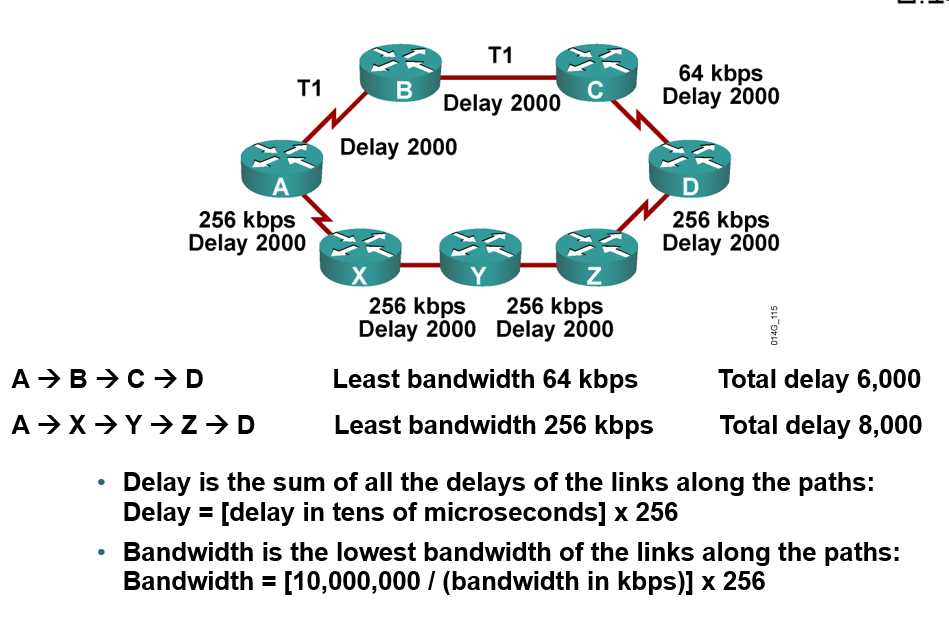 T1
T1
B
C
64 kbps
Delay 2000
Delay 2000
Delay 2000
A
D
256 kbps
Delay 2000
256 kbps
Delay 2000
X
Y
Z
256 kbps
Delay 2000
256 kbps
Delay 2000
014G_115
A → B → C → D Least bandwidth 64 kbps Total delay 6,000
A → X → Y → Z → D Least bandwidth 256 kbps Total delay 8,000
• Delay is the sum of all the delays of the links along the paths:
Delay = [delay in tens of microseconds] x 256
• Bandwidth is the lowest bandwidth of the links along the paths:
Bandwidth = [10,000,000 / (bandwidth in kbps)] x 256